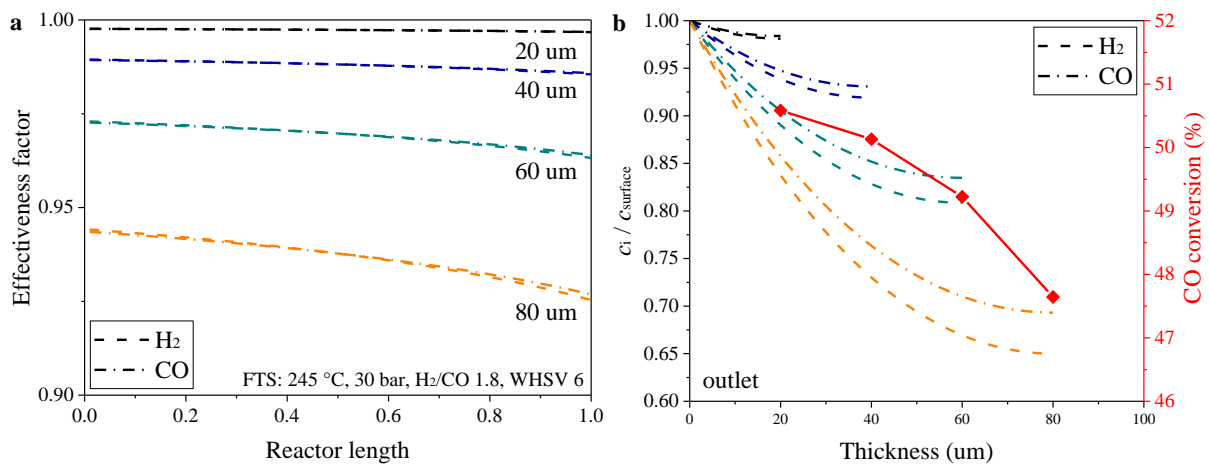 a
1.00
0.95
0.90
Effectiveness factor
20 um
40 um
60 um
80 um
H2
CO
FTS: 245 °C, 30 bar, H2/CO 1.8, WHSV 6
0.0
0.2
0.4
0.6
0.8
1.0
Reactor length
b
1.00
0.95
0.90
0.85
0.80
0.75
0.70
0.65
0.60
ci / csurface
H2
CO
outlet
0
20
40
60
80
100
Thickness (um)
52
51
50
49
48
47
46
CO conversion (%)